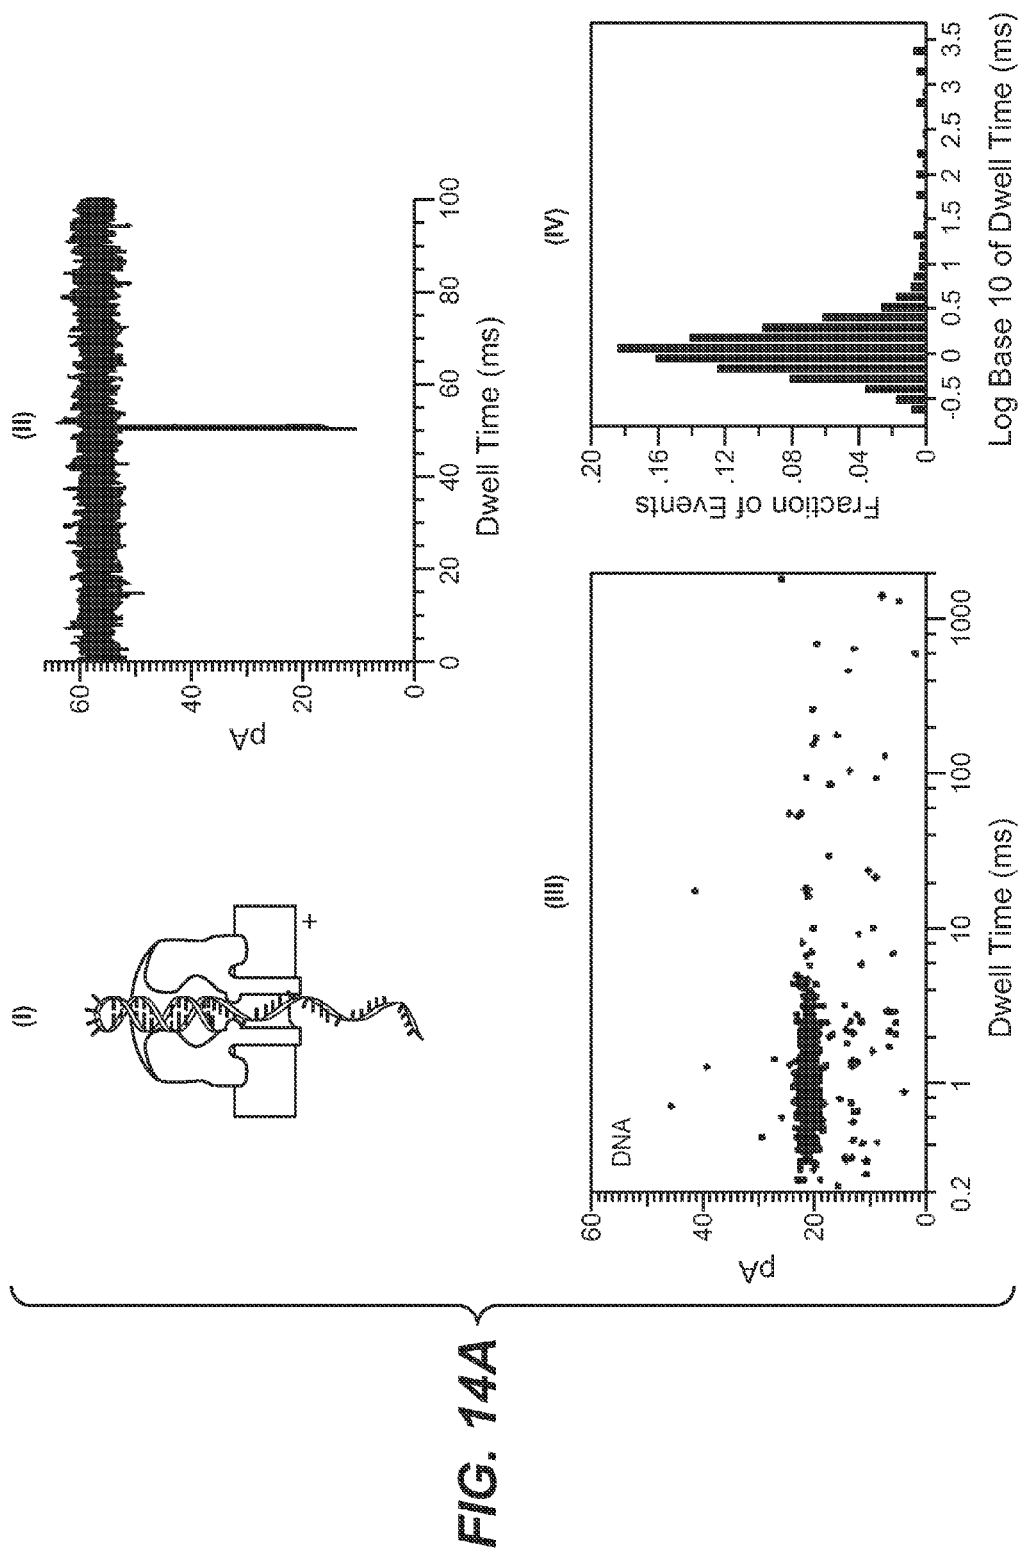 FIG. 14A
(I)
+
(II)
pA
60
40
20
0
0
20
40
60
80
100
Dwell Time (ms)
(III)
DNA
pA
60
40
20
0
0.2
1
10
100
1000
Dwell Time (ms)
(IV)
Fraction of Events
.20
.16
.12
.08
.04
0
-0.5
0
0.5
1
1.5
2
2.5
3
3.5
Log Base 10 of Dwell Time (ms)